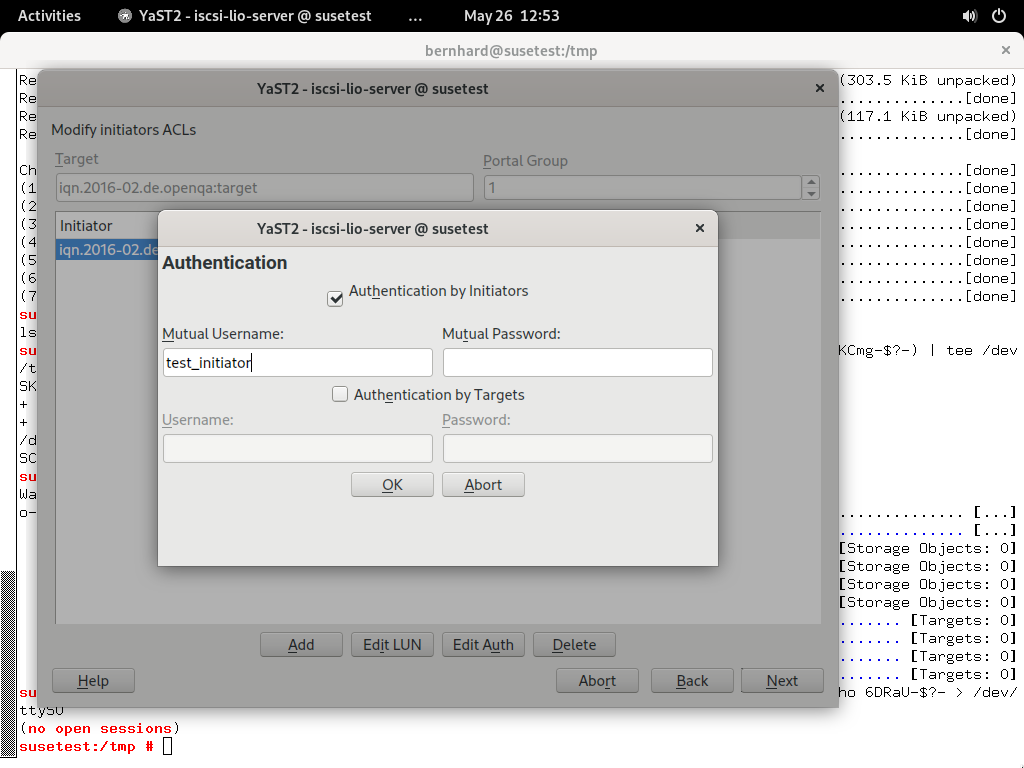 Activities YaST2 - iscsi-lio-server @ susetest ... May 26 12:53
bernhard@susetest:/tmp ×
Re (303.5 KiB unpacked)
Re ..............[done]
Re (117.1 KiB unpacked)
Re ..............[done]
YaST2 - iscsi-lio-server @ susetest ×
Modify initiators ACLs
Target Portal Group
iqn.2016-02.de.openqa:target 1
Initiator
iqn.2016-02.de
YaST2 - iscsi-lio-server @ susetest ×
Authentication
Authentication by Initiators
Mutual Username: Mutual Password:
test_initiator
Authentication by Targets
Username: Password:
OK Abort
Add Edit LUN Edit Auth Delete
Help Abort Back Next
Ch ..............[done]
(1 ..............[done]
(2 ..............[done]
(3 ..............[done]
(4 ..............[done]
(5 ..............[done]
(6 ..............[done]
(7 ..............[done]
su
ls
su KCmg-$?-) | tee /dev
/t
SK
+
+
/d
SC
su
Wa
o- .............. [...]
.............. [...]
[Storage Objects: 0]
[Storage Objects: 0]
[Storage Objects: 0]
[Storage Objects: 0]
....... [Targets: 0]
....... [Targets: 0]
....... [Targets: 0]
....... [Targets: 0]
su ho 6DRaU-$?- > /dev/
ttyS0
(no open sessions)
susetest:/tmp #